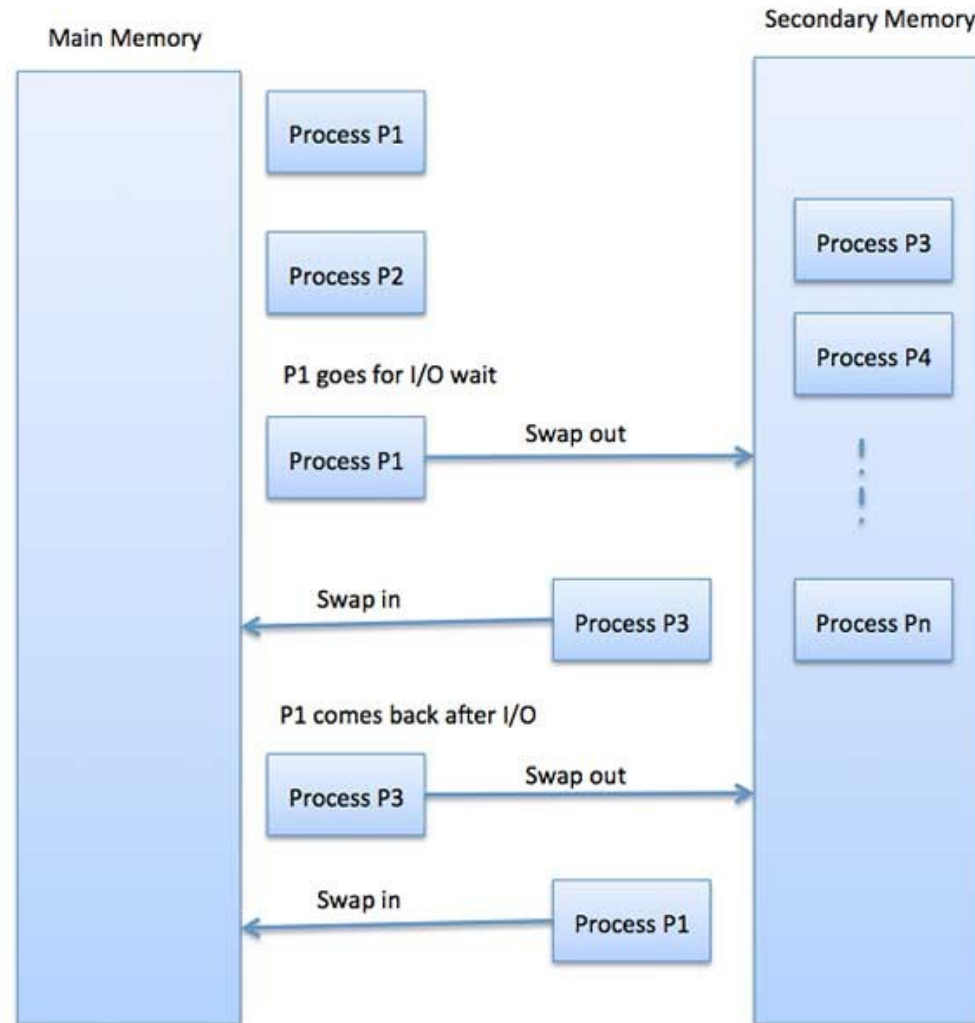 Main Memory
Secondary Memory
Process P1
Process P2
Process P3
Process P4
P1 goes for I/O wait
Process P1
Swap out
Swap in
Process P3
Process Pn
P1 comes back after I/O
Process P3
Swap out
Swap in
Process P1